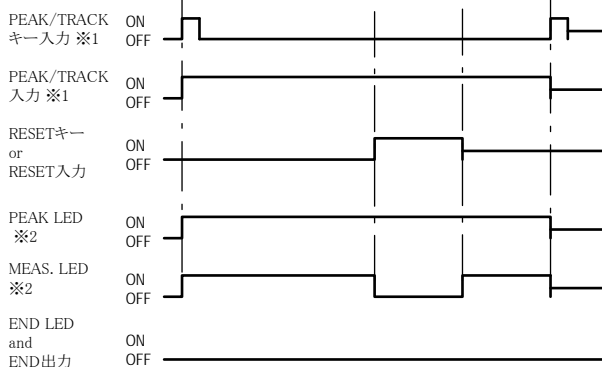 PEAK/TRACK ON
キー入力 ※1 OFF
PEAK/TRACK ON
入力 ※1 OFF
RESETキー
or ON
RESET入力 OFF
PEAK LED ON
※2 OFF
MEAS. LED ON
※2 OFF
END LED
and ON
END出力 OFF